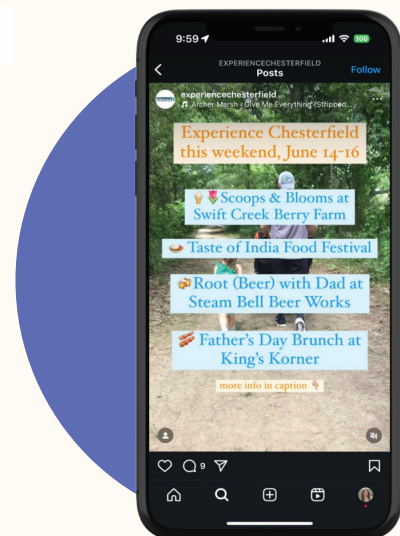 9:59
100
EXPERIENCECHESTERFIELD
Posts
Follow
experiencechesterfield
Archer Marsh · Give Me Everything (Stripped...
Experience Chesterfield
this weekend, June 14-16
Scoops & Blooms at
Swift Creek Berry Farm
Taste of India Food Festival
Root (Beer) with Dad at
Steam Bell Beer Works
Father's Day Brunch at
King's Korner
more info in caption
9